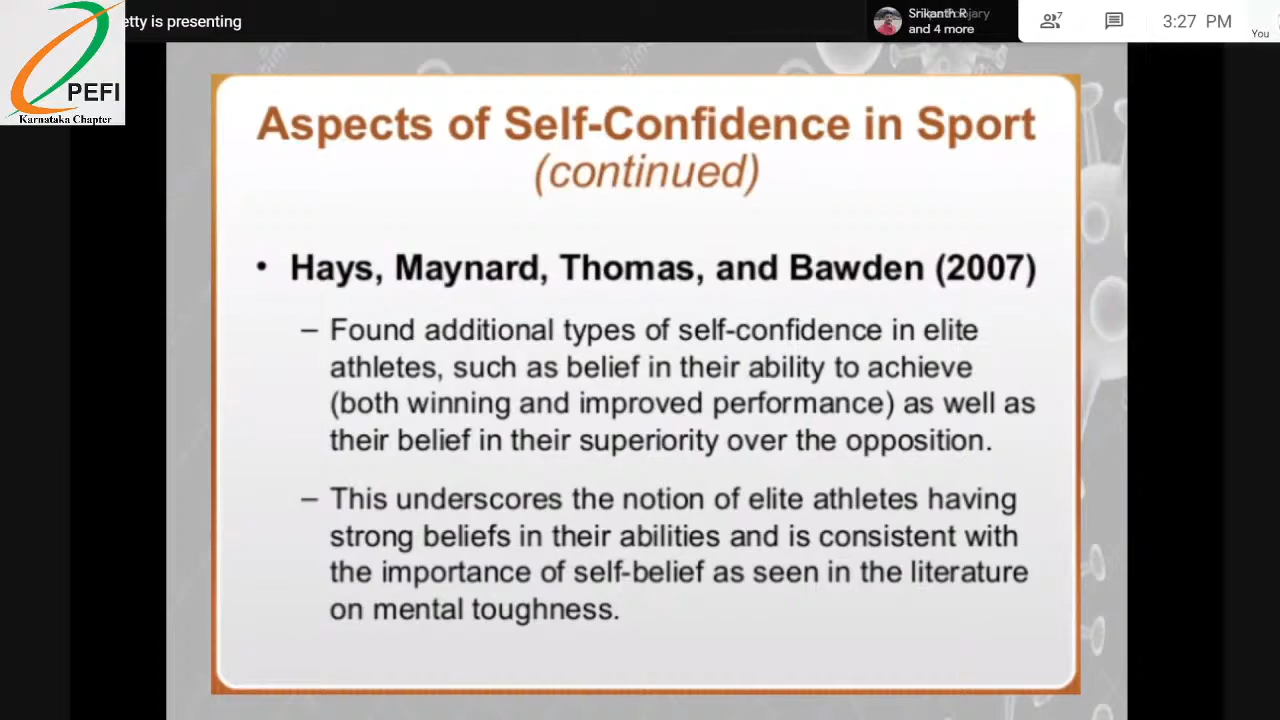 etty is presenting
Srikanth R
and 4 more
7
3:27 PM
You
PEFI
Karnataka Chapter
Aspects of Self-Confidence in Sport
(continued)
• Hays, Maynard, Thomas, and Bawden (2007)
– Found additional types of self-confidence in elite
athletes, such as belief in their ability to achieve
(both winning and improved performance) as well as
their belief in their superiority over the opposition.
– This underscores the notion of elite athletes having
strong beliefs in their abilities and is consistent with
the importance of self-belief as seen in the literature
on mental toughness.